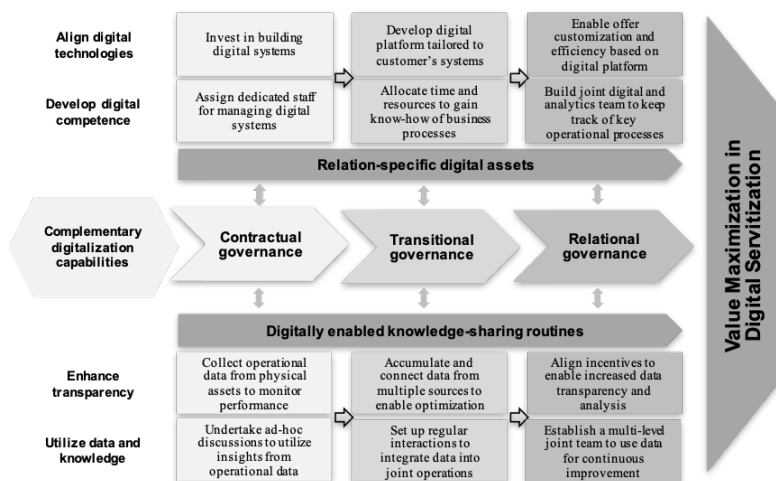 Align digital
technologies
Invest in building
digital systems
Develop digital
platform tailored to
customer's systems
Enable offer
customization and
efficiency based on
digital platform
Develop digital
competence
Assign dedicated staff
for managing digital
systems
Allocate time and
resources to gain
know-how of business
processes
Build joint digital and
analytics team to keep
track of key
operational processes
Relation-specific digital assets
Complementary
digitalization
capabilities
Contractual
governance
Transitional
governance
Relational
governance
Digitally enabled knowledge-sharing routines
Enhance
transparency
Collect operational
data from physical
assets to monitor
performance
Accumulate and
connect data from
multiple sources to
enable optimization
Align incentives to
enable increased data
transparency and
analysis
Utilize data and
knowledge
Undertake ad-hoc
discussions to utilize
insights from
operational data
Set up regular
interactions to
integrate data into
joint operations
Establish a multi-level
joint team to use data
for continuous
improvement
Value Maximization in
Digital Servitization